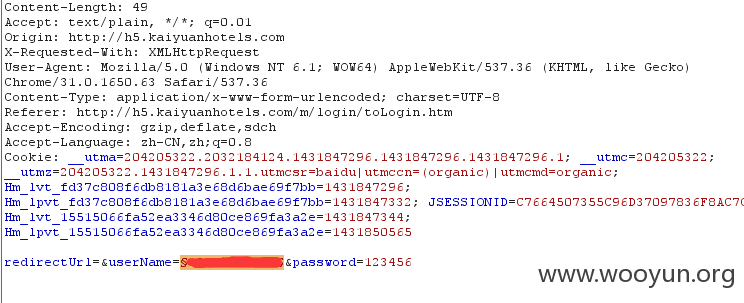 Content-Length: 49
Accept: text/plain, */*; q=0.01
Origin: http://h5.kaiyuanhotels.com
X-Requested-With: XMLHttpRequest
User-Agent: Mozilla/5.0 (Windows NT 6.1; WOW64) AppleWebKit/537.36 (KHTML, like Gecko)
Chrome/31.0.1650.63 Safari/537.36
Content-Type: application/x-www-form-urlencoded; charset=UTF-8
Referer: http://h5.kaiyuanhotels.com/m/login/toLogin.htm
Accept-Encoding: gzip,deflate,sdch
Accept-Language: zh-CN,zh;q=0.8
Cookie: __utma=204205322.2032184124.1431847296.1431847296.1431847296.1; __utmc=204205322;
__utmz=204205322.1431847296.1.1.utmcsr=baidu|utmccn=(organic)|utmcmd=organic;
Hm_lvt_fd37c808f6db8181a3e68d6bae69f7bb=1431847296;
Hm_lpvt_fd37c808f6db8181a3e68d6bae69f7bb=1431847332; JSESSIONID=C7664507355C96D37097836F8AC70
Hm_lvt_15515066fa52ea3346d80ce869fa3a2e=1431847344;
Hm_lpvt_15515066fa52ea3346d80ce869fa3a2e=1431850565
redirectUrl=&userName=§ &password=123456
www.wooyun.org